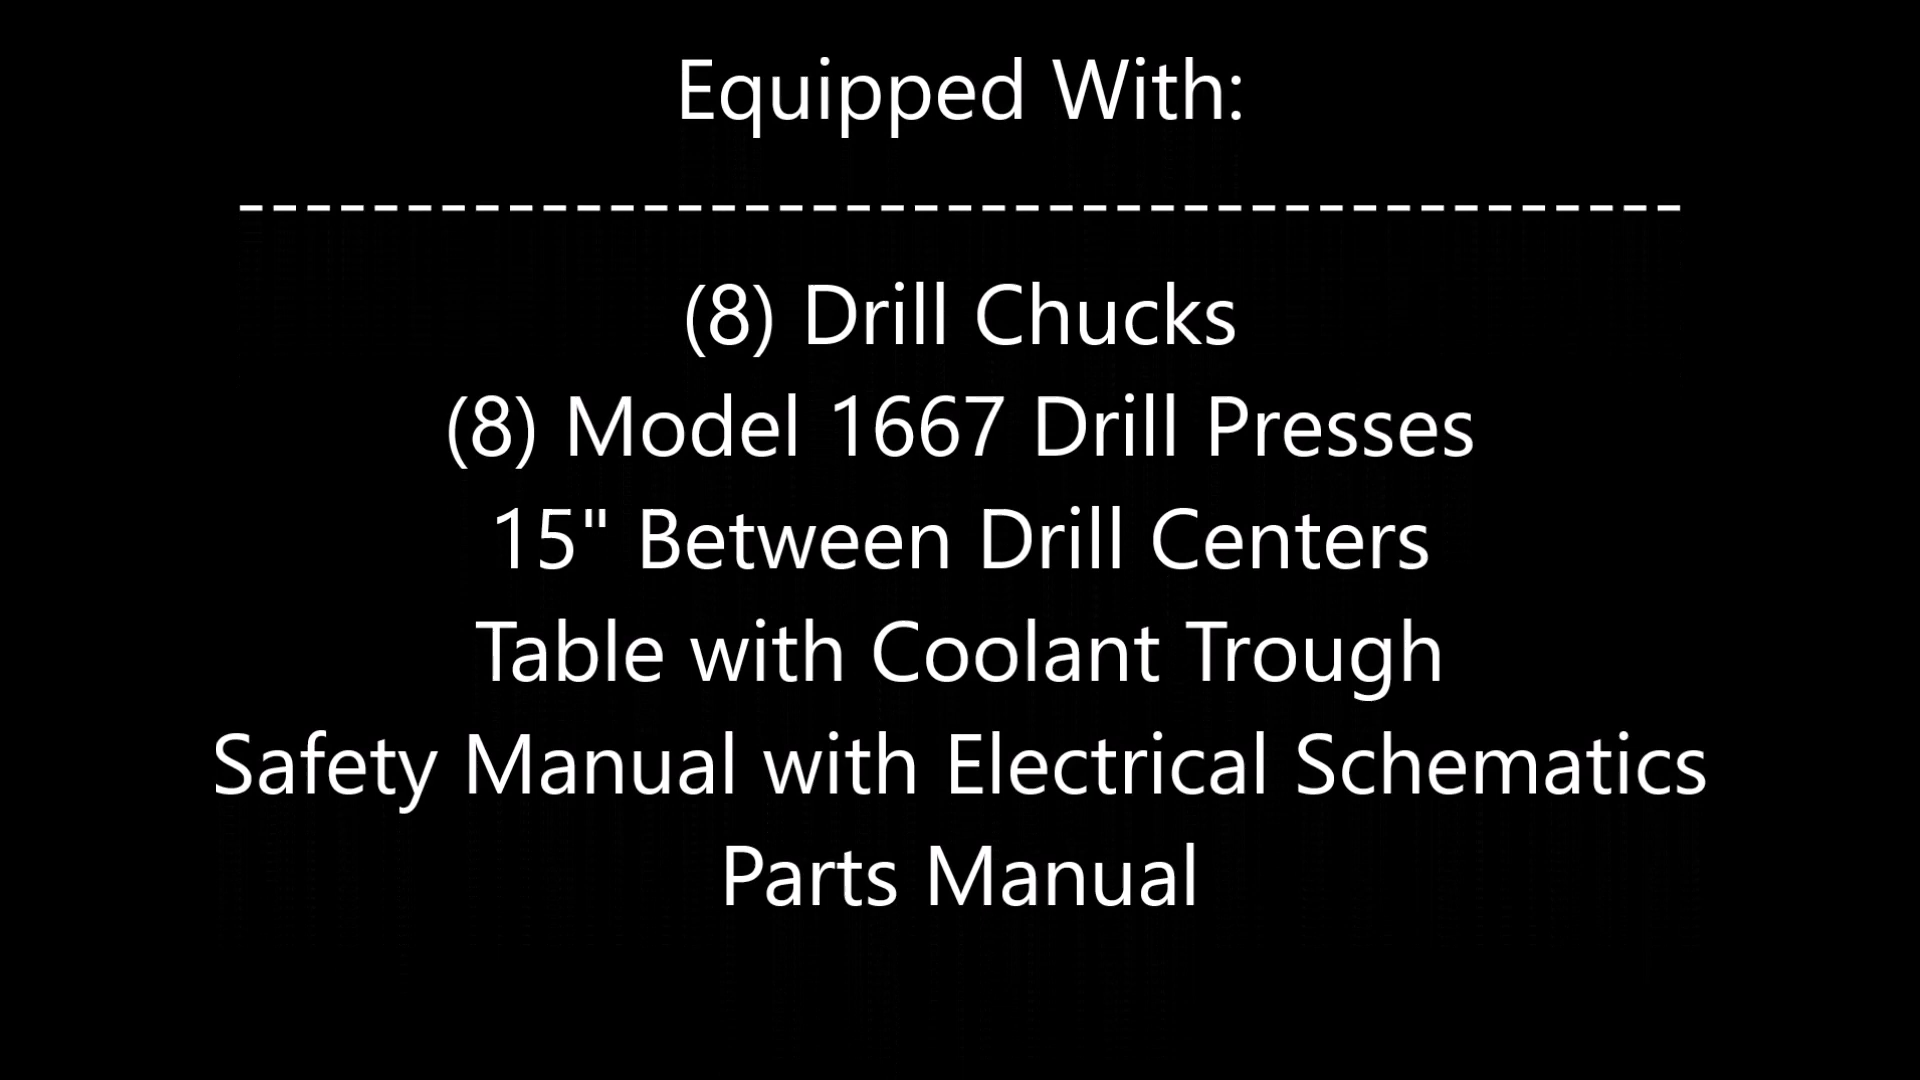 Equipped With:
--------------------------------------------
(8) Drill Chucks
(8) Model 1667 Drill Presses
15" Between Drill Centers
Table with Coolant Trough
Safety Manual with Electrical Schematics
Parts Manual